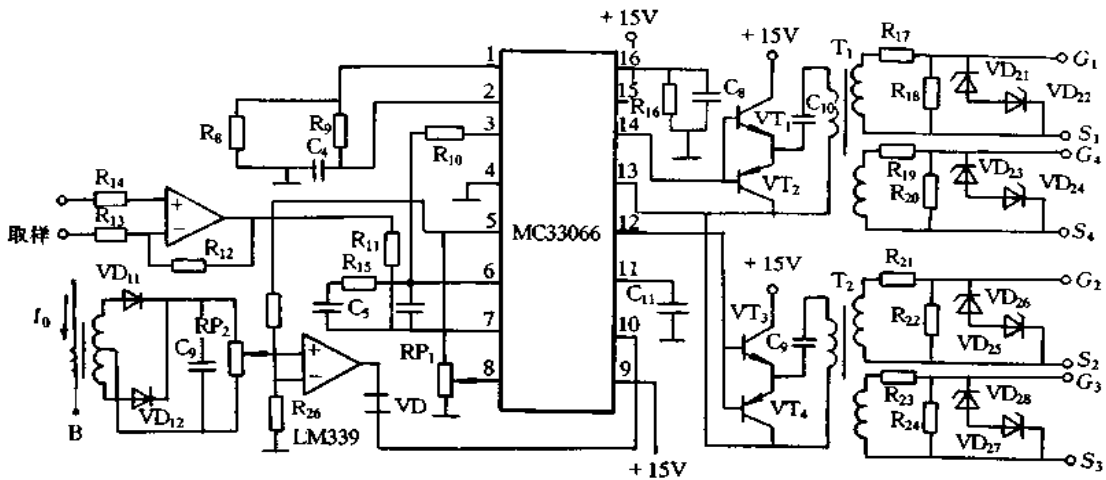 + 15V
+ 15V
1
2
3
4
5
6
7
8
16
15
14
13
12
11
10
9
MC33066
R8
R9
C4
R10
R14
R13
取样
R12
R11
R15
C5
VD11
I0
RP2
C9
VD12
B
R26
LM339
VD
RP1
C11
+ 15V
R16
C8
VT1
VT2
C10
T1
R17
R18
VD21
VD22
G1
S1
R19
R20
VD23
VD24
G4
S4
+ 15V
VT3
VT4
C9
T2
R21
R22
VD26
VD25
G2
S2
R23
R24
VD28
VD27
G3
S3